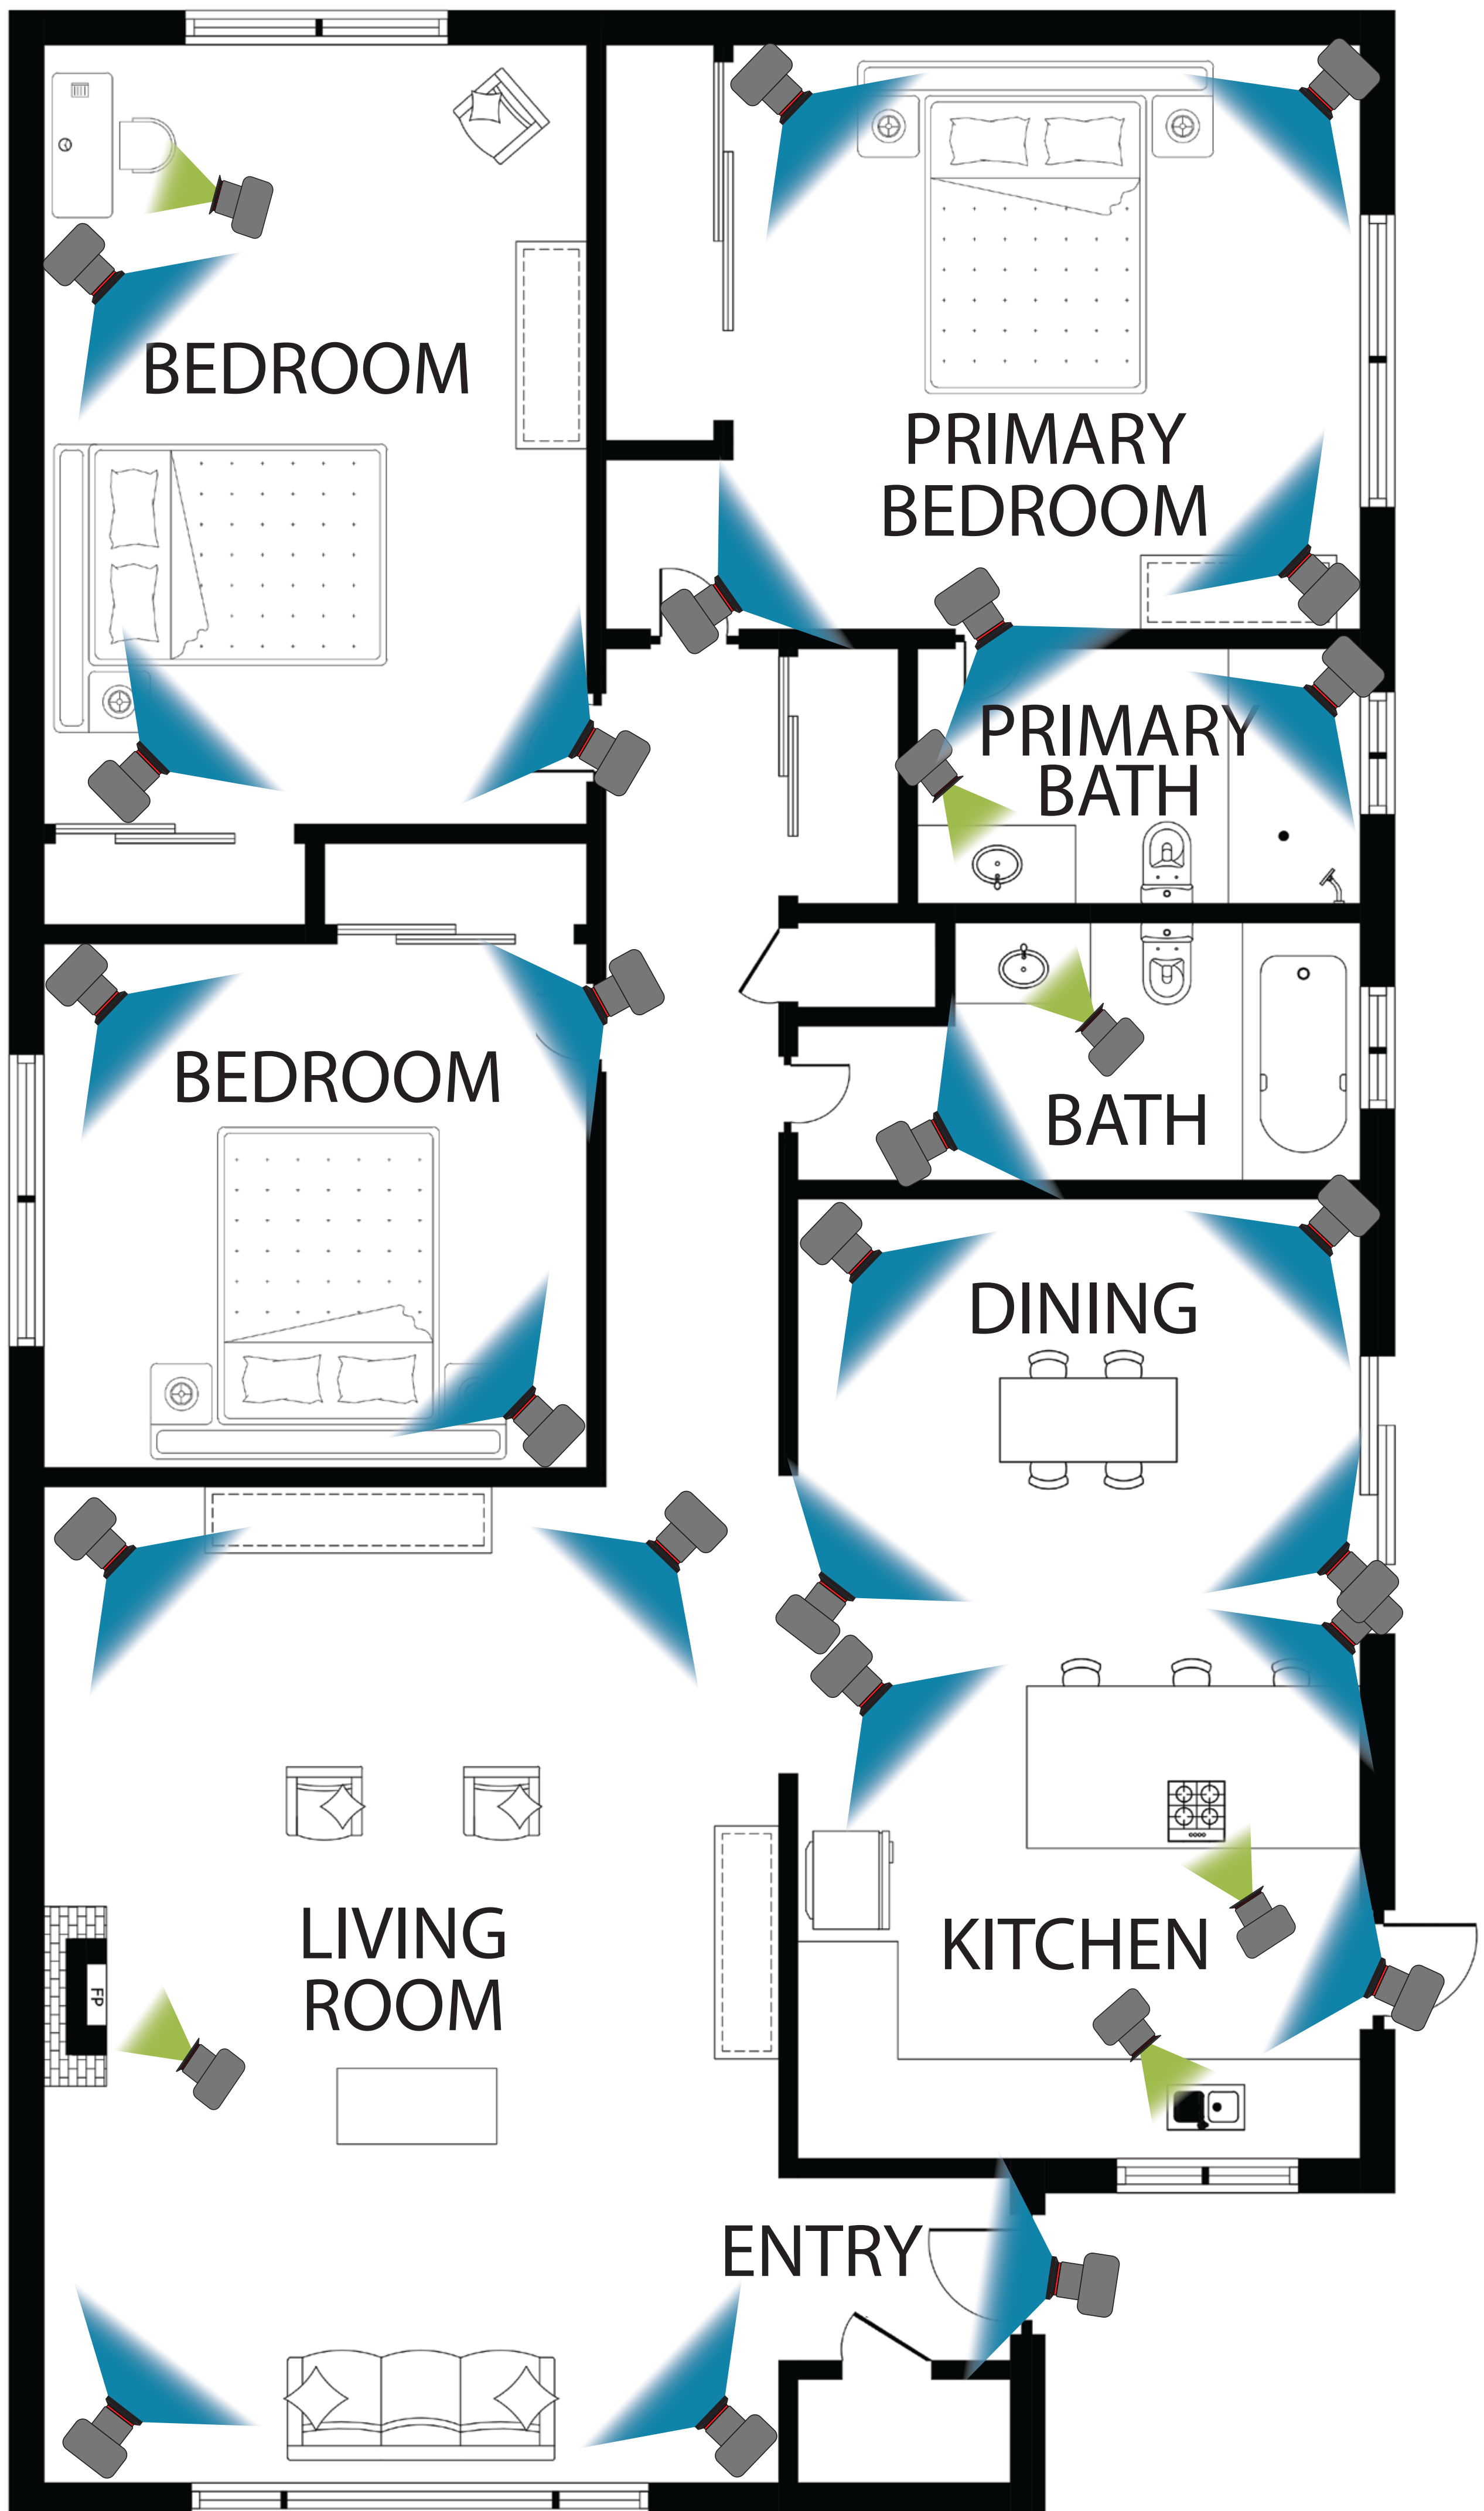 BEDROOM
PRIMARY
BEDROOM
PRIMARY
BATH
BEDROOM
BATH
DINING
LIVING
ROOM
FP
KITCHEN
ENTRY